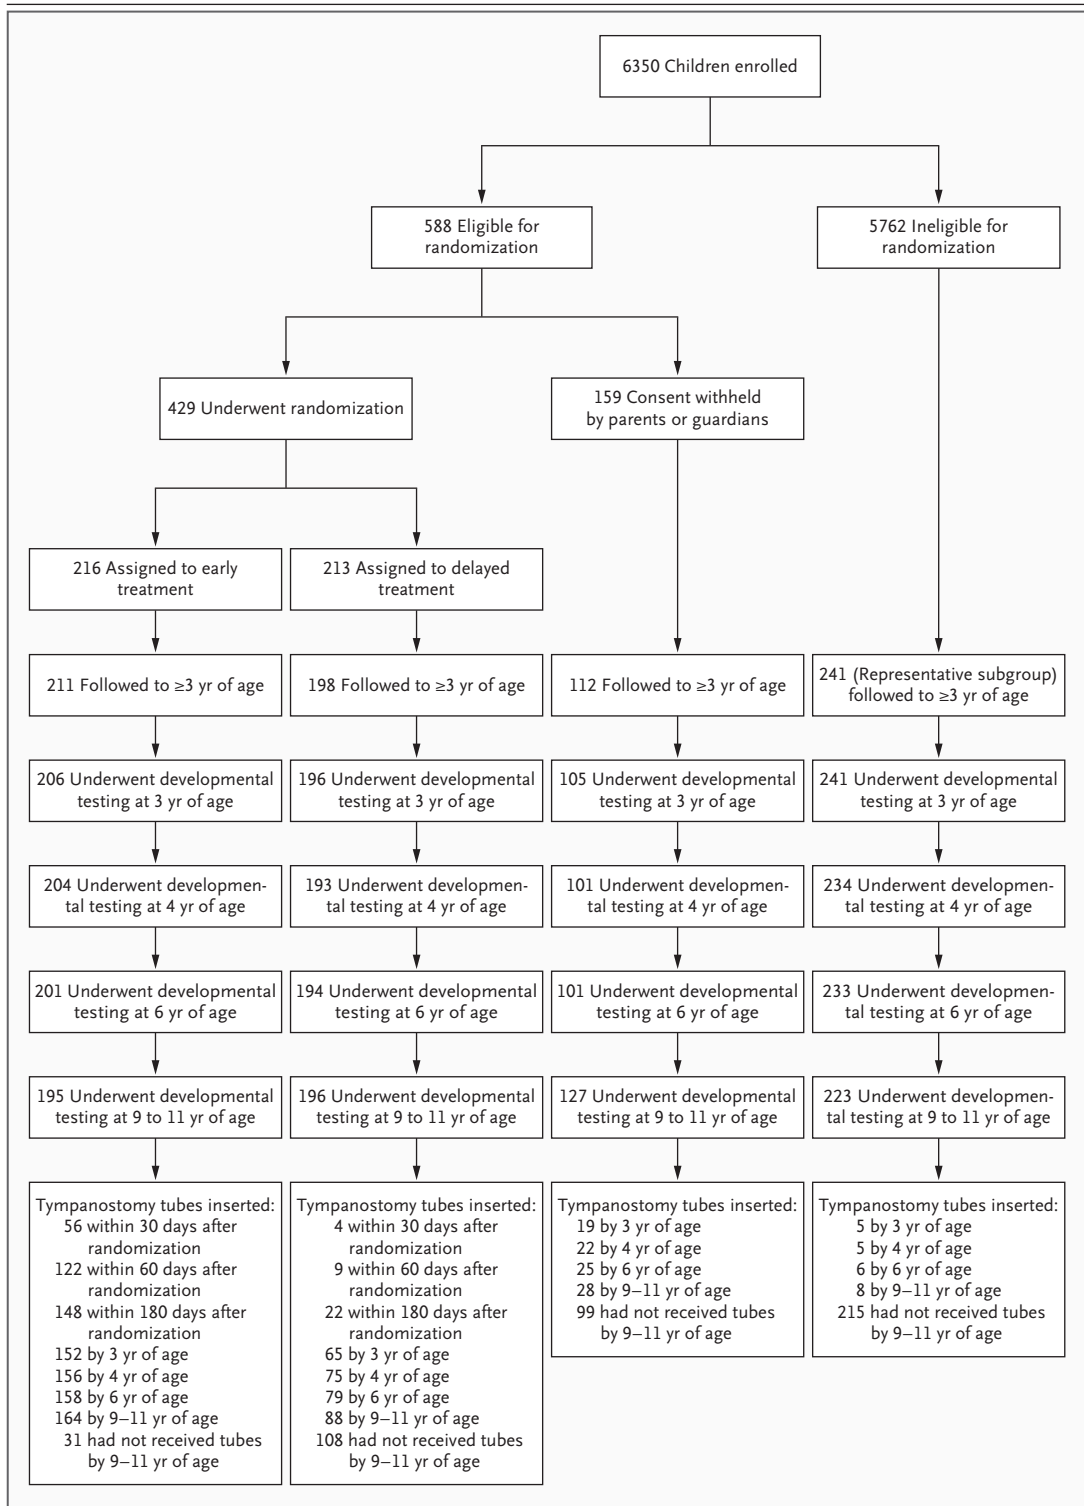 6350 Children enrolled
588 Eligible for
randomization
5762 Ineligible for
randomization
429 Underwent randomization
159 Consent withheld
by parents or guardians
216 Assigned to early
treatment
213 Assigned to delayed
treatment
211 Followed to ≥3 yr of age
198 Followed to ≥3 yr of age
112 Followed to ≥3 yr of age
241 (Representative subgroup)
followed to ≥3 yr of age
206 Underwent developmental
testing at 3 yr of age
196 Underwent developmental
testing at 3 yr of age
105 Underwent developmental
testing at 3 yr of age
241 Underwent developmental
testing at 3 yr of age
204 Underwent developmen-
tal testing at 4 yr of age
193 Underwent developmen-
tal testing at 4 yr of age
101 Underwent developmen-
tal testing at 4 yr of age
234 Underwent developmen-
tal testing at 4 yr of age
201 Underwent developmental
testing at 6 yr of age
194 Underwent developmental
testing at 6 yr of age
101 Underwent developmental
testing at 6 yr of age
233 Underwent developmen-
tal testing at 6 yr of age
195 Underwent developmental
testing at 9 to 11 yr of age
196 Underwent developmental
testing at 9 to 11 yr of age
127 Underwent developmental
testing at 9 to 11 yr of age
223 Underwent developmen-
tal testing at 9 to 11 yr of age
Tympanostomy tubes inserted:
56 within 30 days after
randomization
122 within 60 days after
randomization
148 within 180 days after
randomization
152 by 3 yr of age
156 by 4 yr of age
158 by 6 yr of age
164 by 9–11 yr of age
31 had not received tubes
by 9–11 yr of age
Tympanostomy tubes inserted:
4 within 30 days after
randomization
9 within 60 days after
randomization
22 within 180 days after
randomization
65 by 3 yr of age
75 by 4 yr of age
79 by 6 yr of age
88 by 9–11 yr of age
108 had not received tubes
by 9–11 yr of age
Tympanostomy tubes inserted:
19 by 3 yr of age
22 by 4 yr of age
25 by 6 yr of age
28 by 9–11 yr of age
99 had not received tubes
by 9–11 yr of age
Tympanostomy tubes inserted:
5 by 3 yr of age
5 by 4 yr of age
6 by 6 yr of age
8 by 9–11 yr of age
215 had not received tubes
by 9–11 yr of age